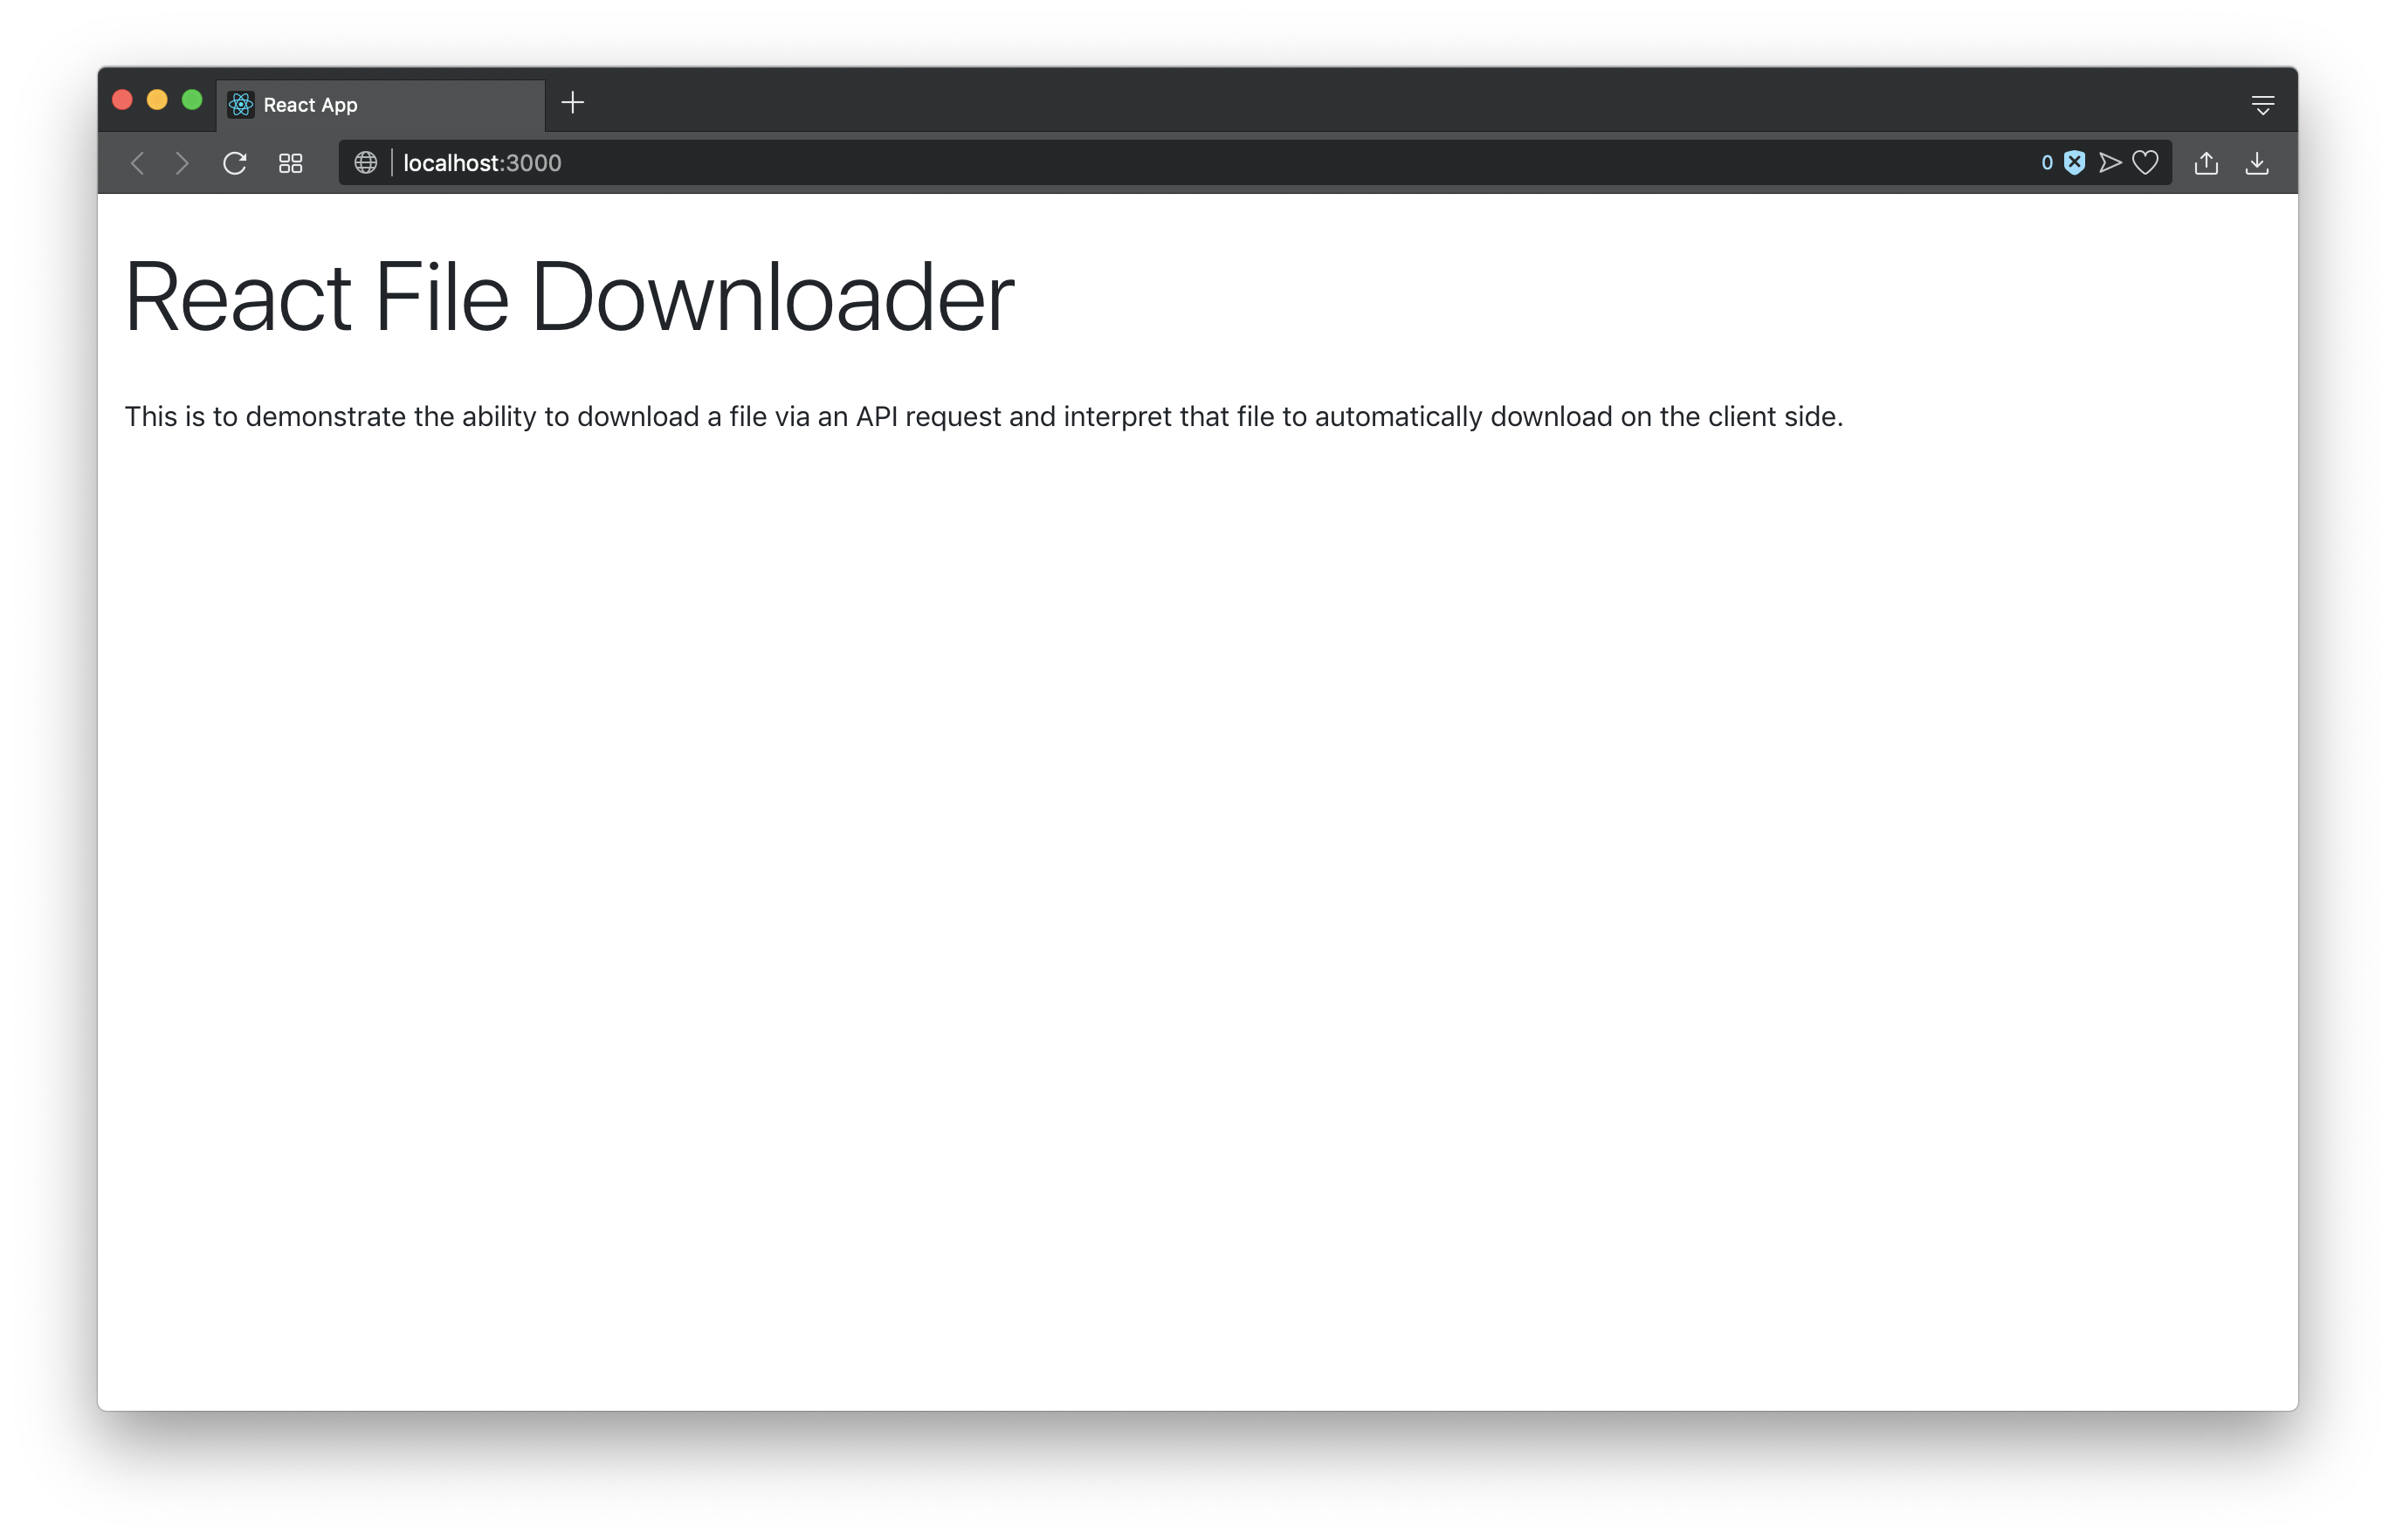 React App
localhost:3000
0
React File Downloader
This is to demonstrate the ability to download a file via an API request and interpret that file to automatically download on the client side.